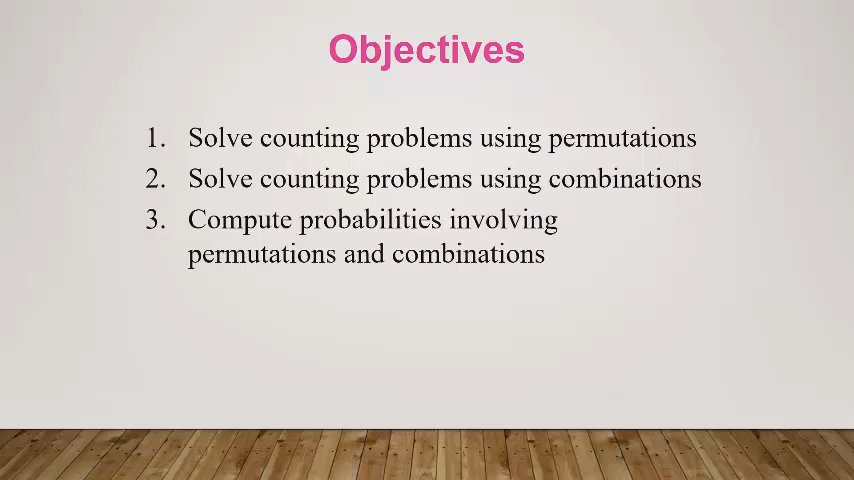 Objectives
1. Solve counting problems using permutations
2. Solve counting problems using combinations
3. Compute probabilities involving
permutations and combinations